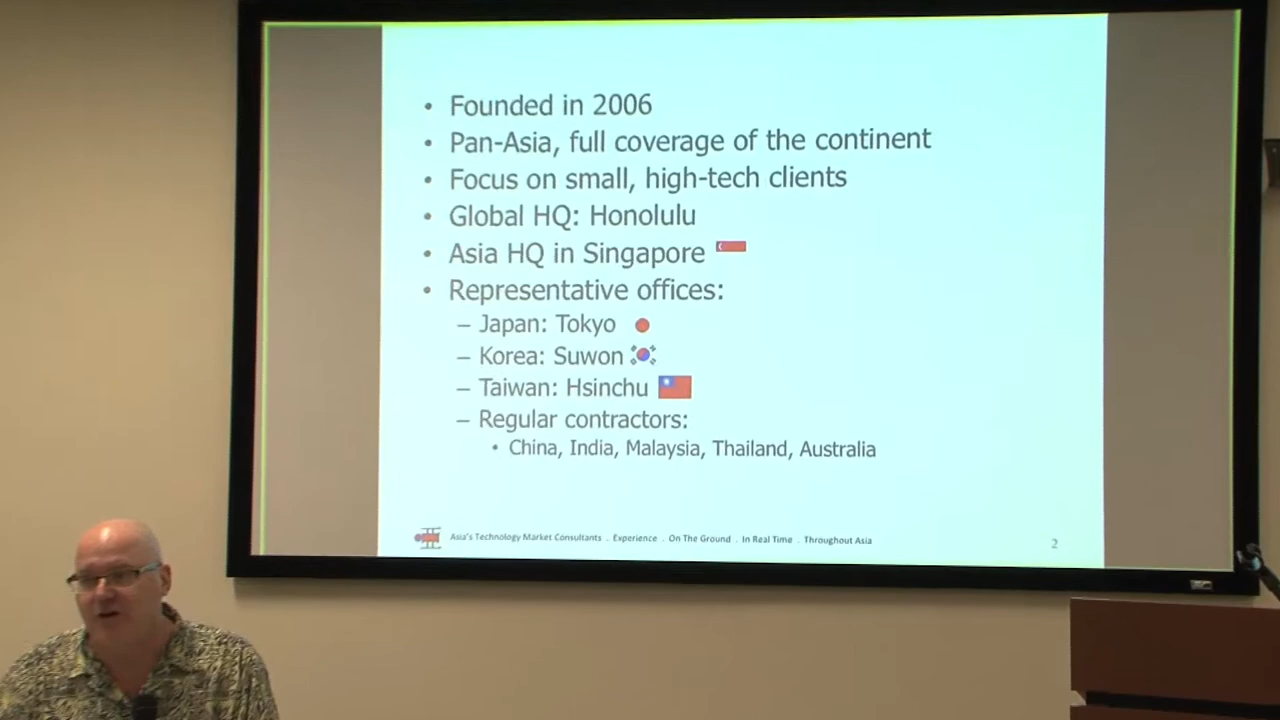 • Founded in 2006
• Pan-Asia, full coverage of the continent
• Focus on small, high-tech clients
• Global HQ: Honolulu
• Asia HQ in Singapore
• Representative offices:
– Japan: Tokyo
– Korea: Suwon
– Taiwan: Hsinchu
– Regular contractors:
• China, India, Malaysia, Thailand, Australia
Asia's Technology Market Consultants . Experience . On The Ground . In Real Time . Throughout Asia
2